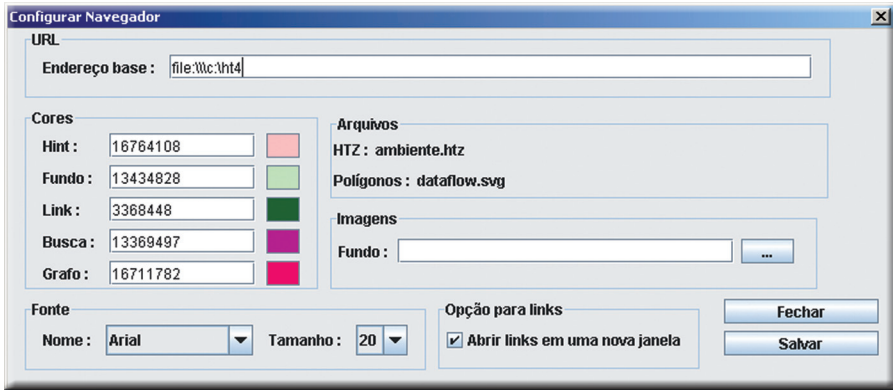 Configurar Navegador
URL
Endereço base : file:\\\c:\ht4
Cores
Hint : 16764108
Fundo : 13434828
Link : 3368448
Busca : 13369497
Grafo : 16711782
Arquivos
HTZ : ambiente.htz
Polígonos : dataflow.svg
Imagens
Fundo : ...
Fonte
Nome : Arial Tamanho : 20
Opção para links
Abrir links em uma nova janela
Fechar
Salvar